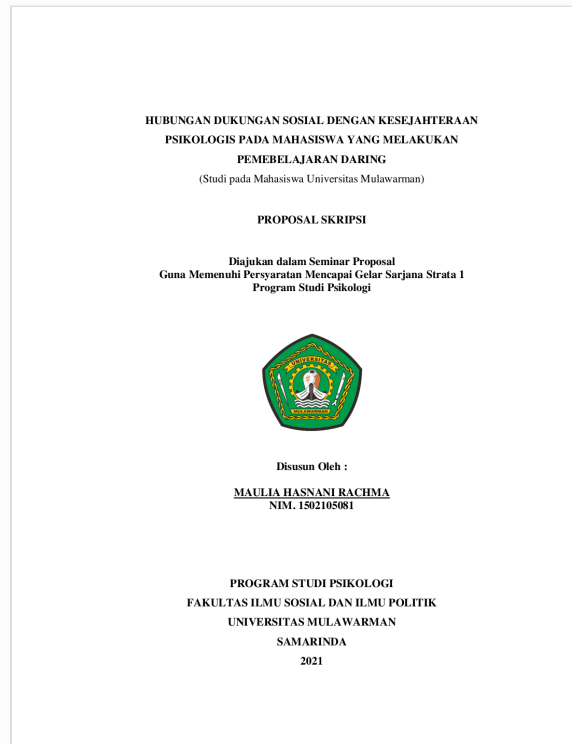 HUBUNGAN DUKUNGAN SOSIAL DENGAN KESEJAHTERAAN
PSIKOLOGIS PADA MAHASISWA YANG MELAKUKAN
PEMEBELAJARAN DARING
(Studi pada Mahasiswa Universitas Mulawarman)
PROPOSAL SKRIPSI
Diajukan dalam Seminar Proposal
Guna Memenuhi Persyaratan Mencapai Gelar Sarjana Strata 1
Program Studi Psikologi
UNIVERSITAS
MULAWARMAN
Disusun Oleh :
MAULIA HASNANI RACHMA
NIM. 1502105081
PROGRAM STUDI PSIKOLOGI
FAKULTAS ILMU SOSIAL DAN ILMU POLITIK
UNIVERSITAS MULAWARMAN
SAMARINDA
2021